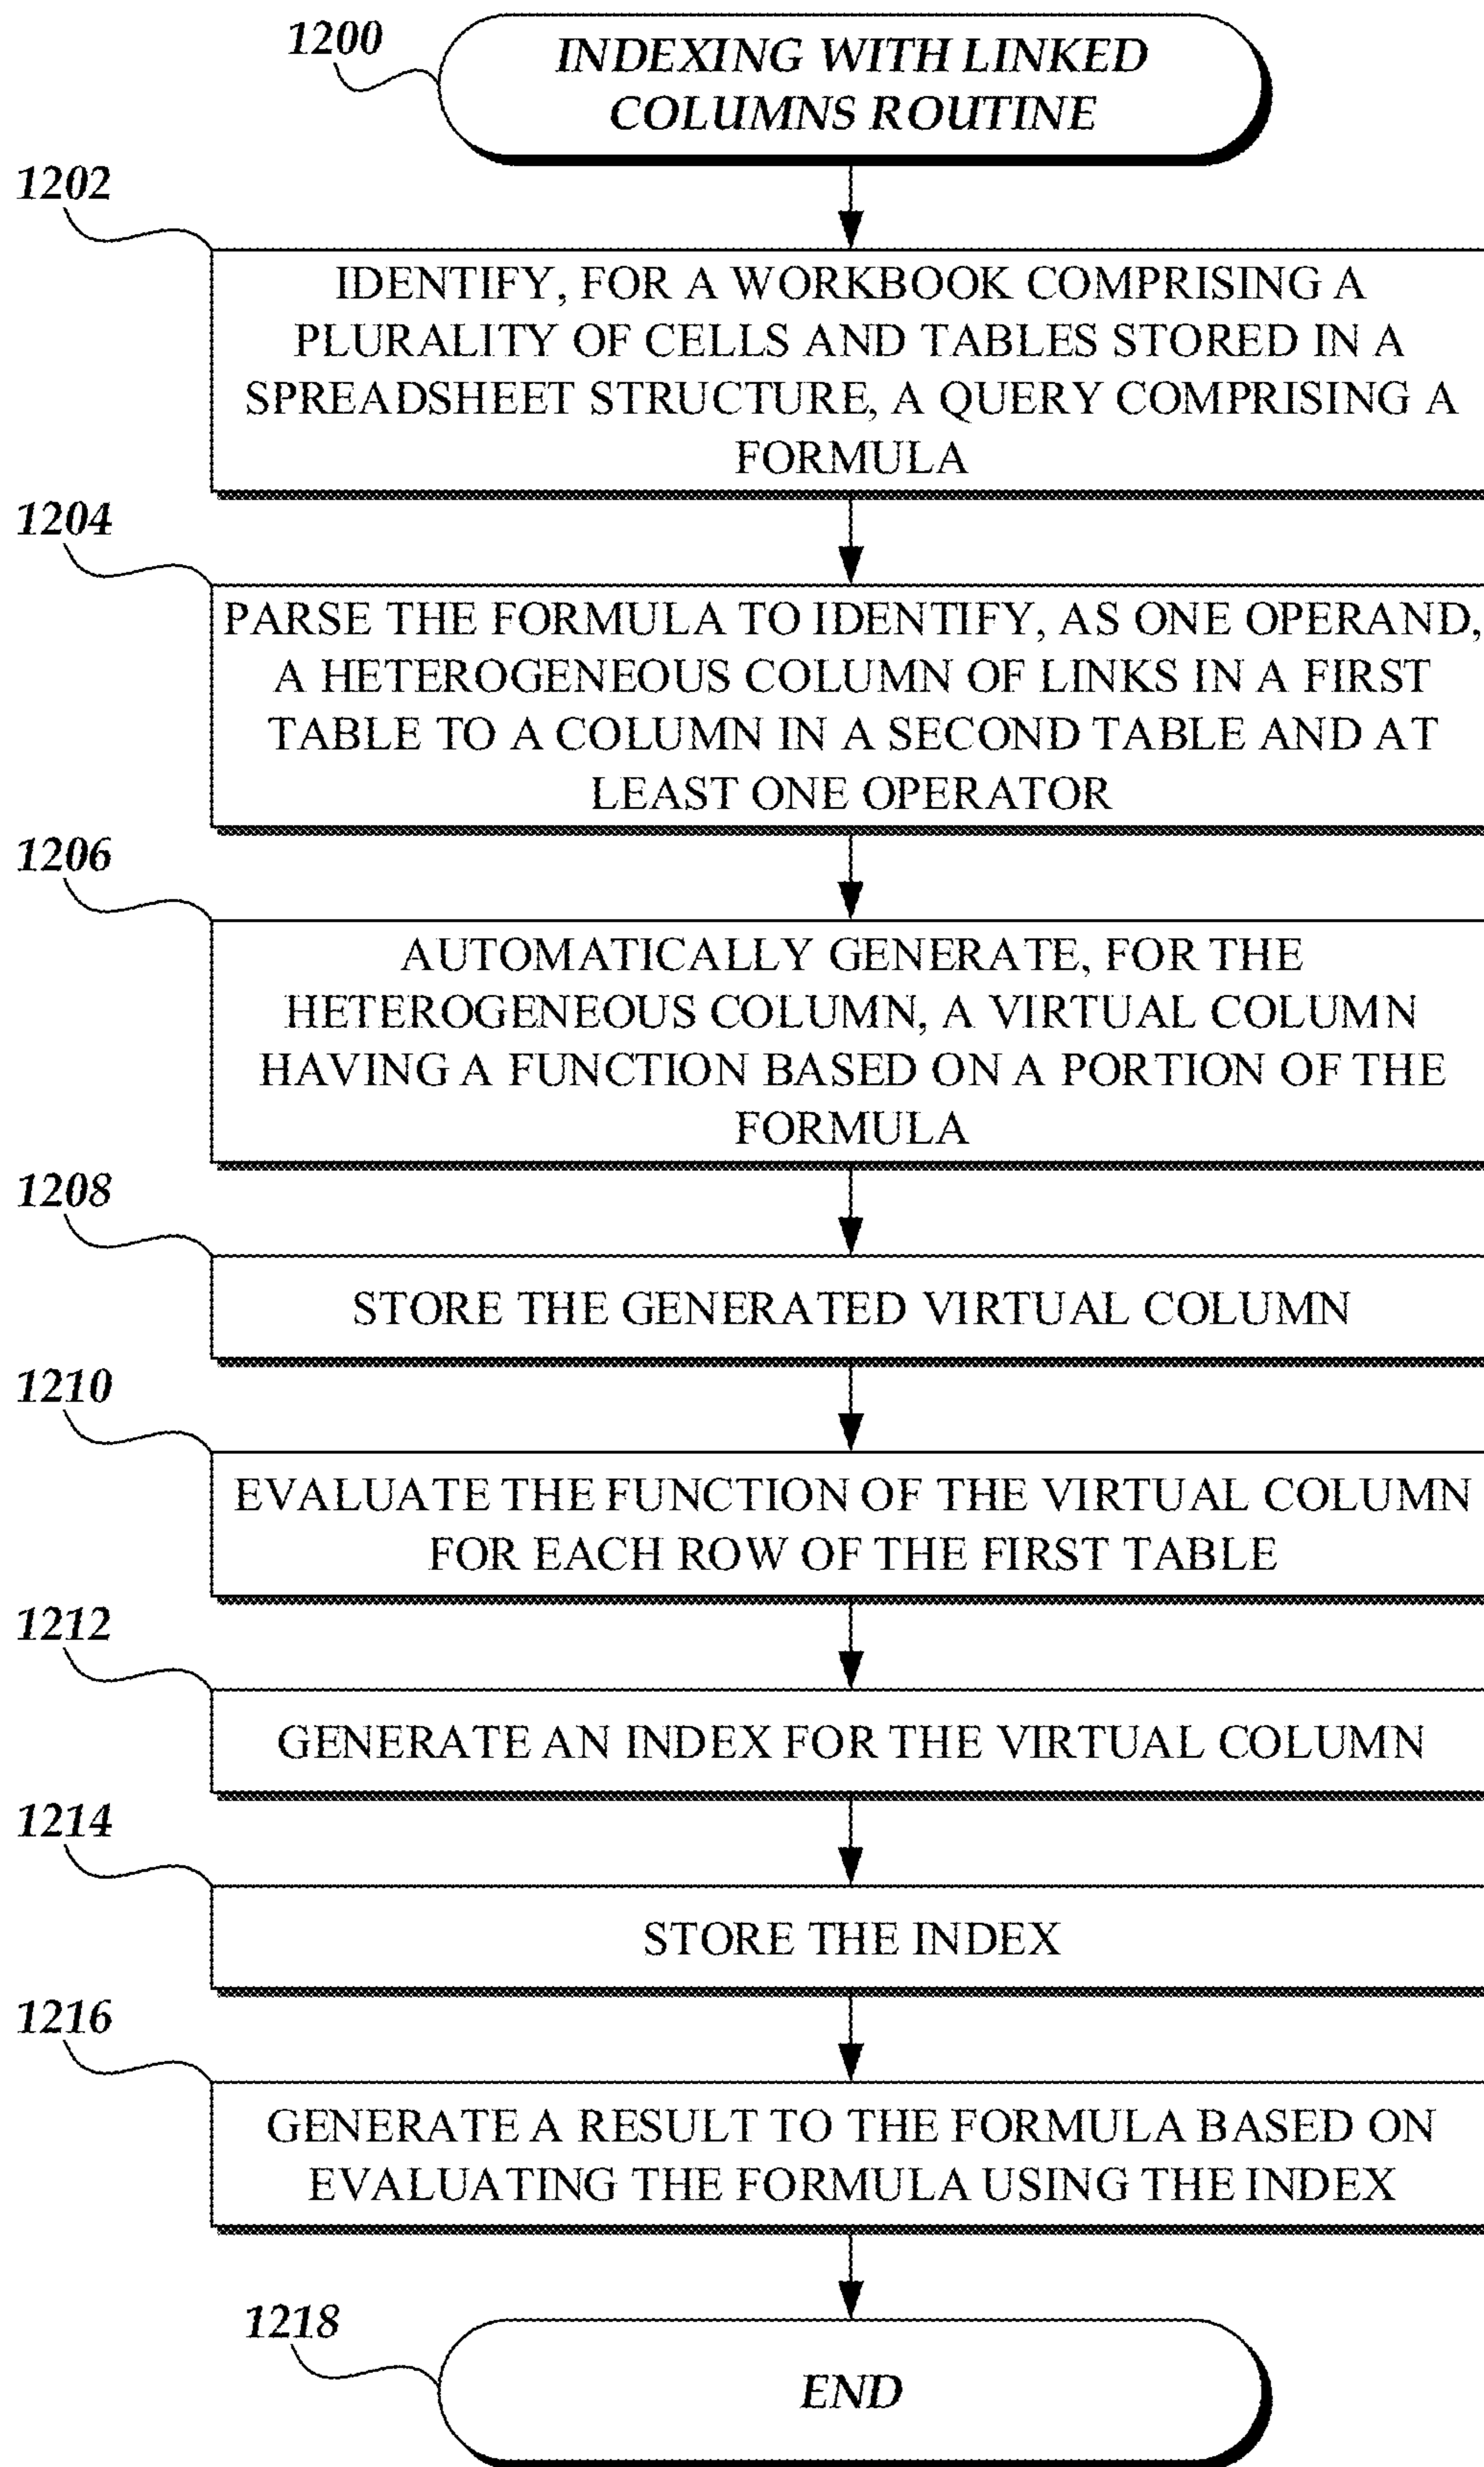 1200
INDEXING WITH LINKED
COLUMNS ROUTINE
1202
IDENTIFY, FOR A WORKBOOK COMPRISING A
PLURALITY OF CELLS AND TABLES STORED IN A
SPREADSHEET STRUCTURE, A QUERY COMPRISING A
FORMULA
1204
PARSE THE FORMULA TO IDENTIFY, AS ONE OPERAND,
A HETEROGENEOUS COLUMN OF LINKS IN A FIRST
TABLE TO A COLUMN IN A SECOND TABLE AND AT
LEAST ONE OPERATOR
1206
AUTOMATICALLY GENERATE, FOR THE
HETEROGENEOUS COLUMN, A VIRTUAL COLUMN
HAVING A FUNCTION BASED ON A PORTION OF THE
FORMULA
1208
STORE THE GENERATED VIRTUAL COLUMN
1210
EVALUATE THE FUNCTION OF THE VIRTUAL COLUMN
FOR EACH ROW OF THE FIRST TABLE
1212
GENERATE AN INDEX FOR THE VIRTUAL COLUMN
1214
STORE THE INDEX
1216
GENERATE A RESULT TO THE FORMULA BASED ON
EVALUATING THE FORMULA USING THE INDEX
1218
END